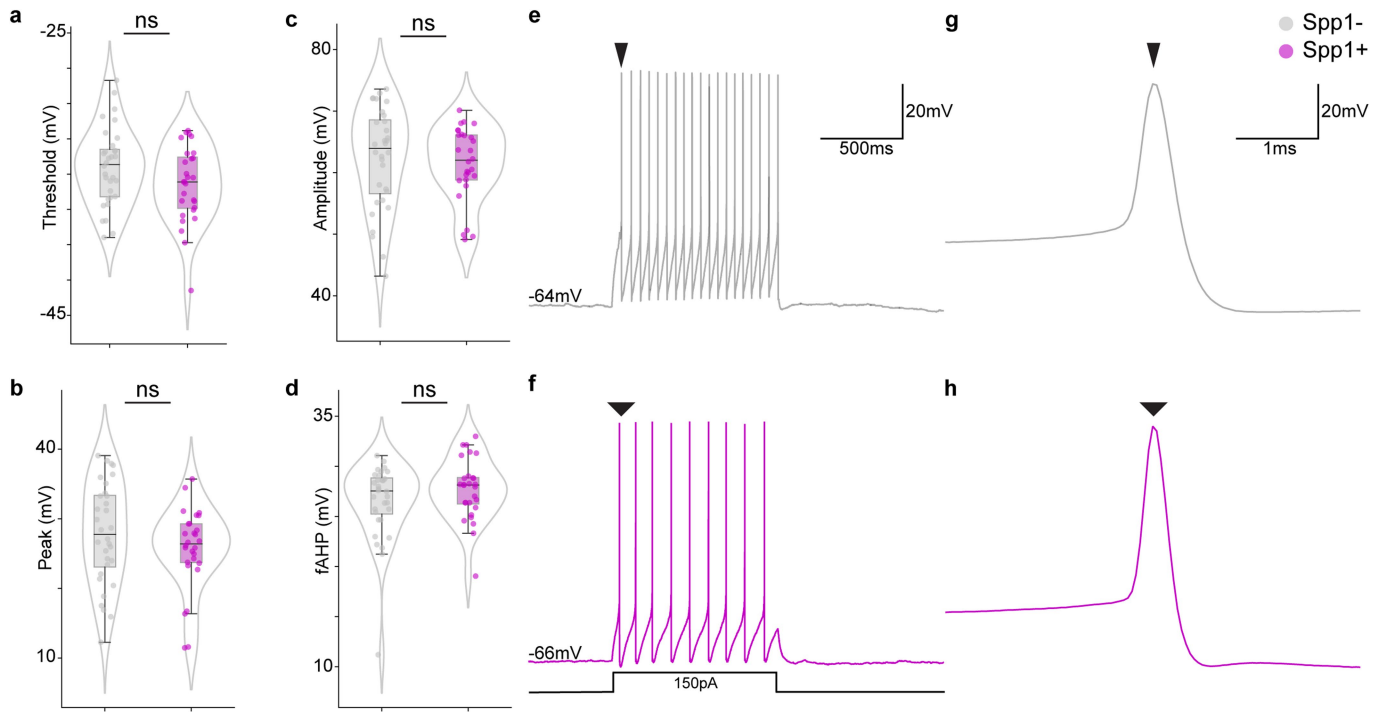 a
-25
ns
Threshold (mV)
-45
b
ns
40
Peak (mV)
10
c
80
ns
Amplitude (mV)
40
d
35
ns
fAHP (mV)
10
e
20mV
500ms
-64mV
f
-66mV
150pA
g
Spp1-
Spp1+
20mV
1ms
h